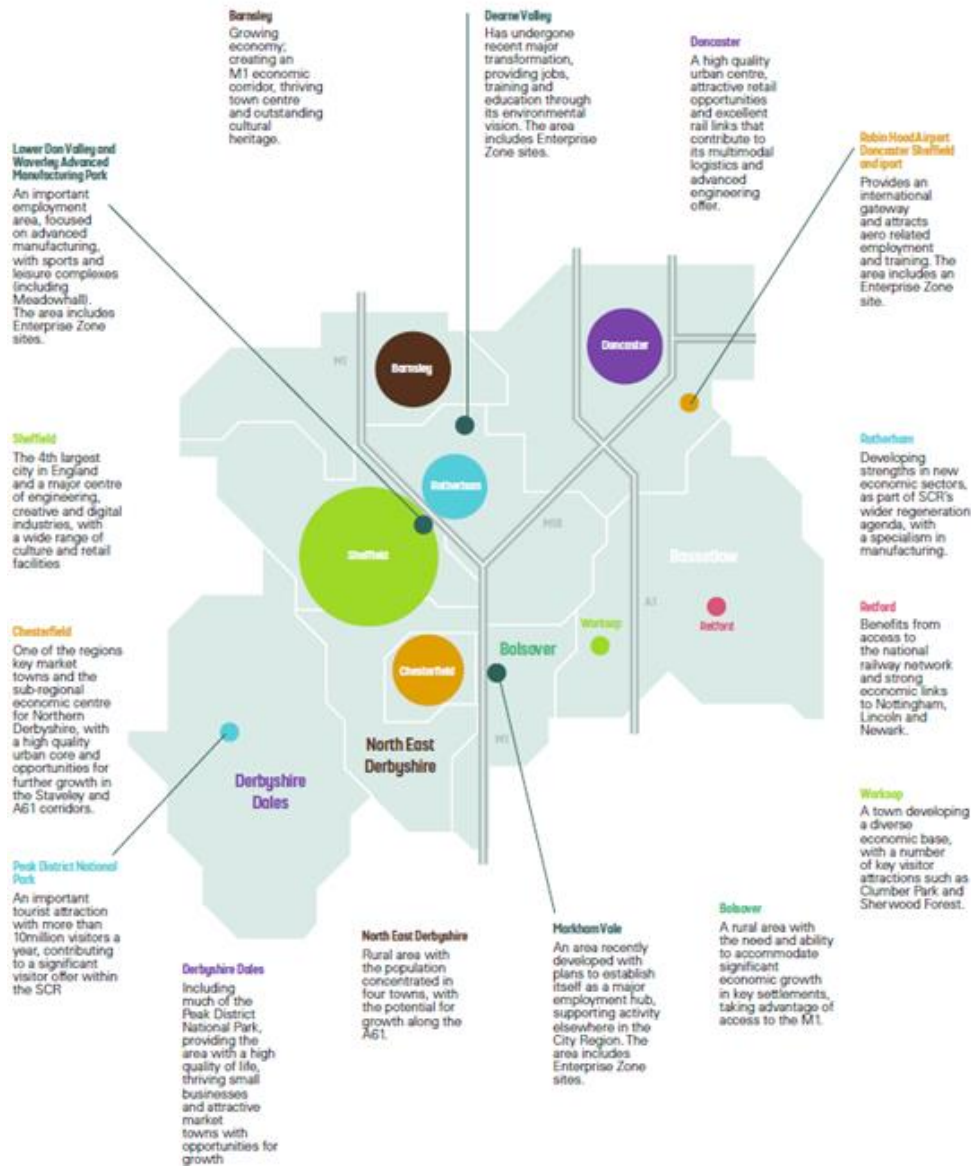 Barnsley
Growing
economy;
creating an
M1 economic
corridor, thriving
town centre
and outstanding
cultural
heritage.
Dearne Valley
Has undergone
recent major
transformation,
providing jobs,
training and
education through
its environmental
vision. The area
includes Enterprise
Zone sites.
Doncaster
A high quality
urban centre,
attractive retail
opportunities
and excellent
rail links that
contribute to
its multimodal
logistics and
advanced
engineering
offer.
Lower Don Valley and
Waverley Advanced
Manufacturing Park
An important
employment
area, focused
on advanced
manufacturing,
with sports and
leisure complexes
(including
Meadowhall).
The area includes
Enterprise Zone
sites.
Robin Hood Airport
Doncaster Sheffield
and iport
Provides an
international
gateway
and attracts
aero related
employment
and training. The
area includes an
Enterprise Zone
site.
M1
Barnsley
Doncaster
Rotherham
Sheffield
M18
Bassetlaw
A1
Worksop
Retford
Chesterfield
Bolsover
M1
North East
Derbyshire
Derbyshire
Dales
Sheffield
The 4th largest
city in England
and a major centre
of engineering,
creative and digital
industries, with
a wide range of
culture and retail
facilities
Rotherham
Developing
strengths in new
economic sectors,
as part of SCR's
wider regeneration
agenda, with
a specialism in
manufacturing.
Chesterfield
One of the regions
key market
towns and the
sub-regional
economic centre
for Northern
Derbyshire, with
a high quality
urban core and
opportunities for
further growth in
the Staveley and
A61 corridors.
Retford
Benefits from
access to
the national
railway network
and strong
economic links
to Nottingham,
Lincoln and
Newark.
Worksop
A town developing
a diverse
economic base,
with a number
of key visitor
attractions such as
Clumber Park and
Sherwood Forest.
Peak District National
Park
An important
tourist attraction
with more than
10million visitors a
year, contributing
to a significant
visitor offer within
the SCR
Derbyshire Dales
Including
much of the
Peak District
National Park,
providing the
area with a high
quality of life,
thriving small
businesses
and attractive
market
towns with
opportunities for
growth
North East Derbyshire
Rural area with
the population
concentrated in
four towns, with
the potential for
growth along the
A61.
Markham Vale
An area recently
developed with
plans to establish
itself as a major
employment hub,
supporting activity
elsewhere in the
City Region. The
area includes
Enterprise Zone
sites.
Bolsover
A rural area with
the need and ability
to accommodate
significant
economic growth
in key settlements,
taking advantage of
access to the M1.